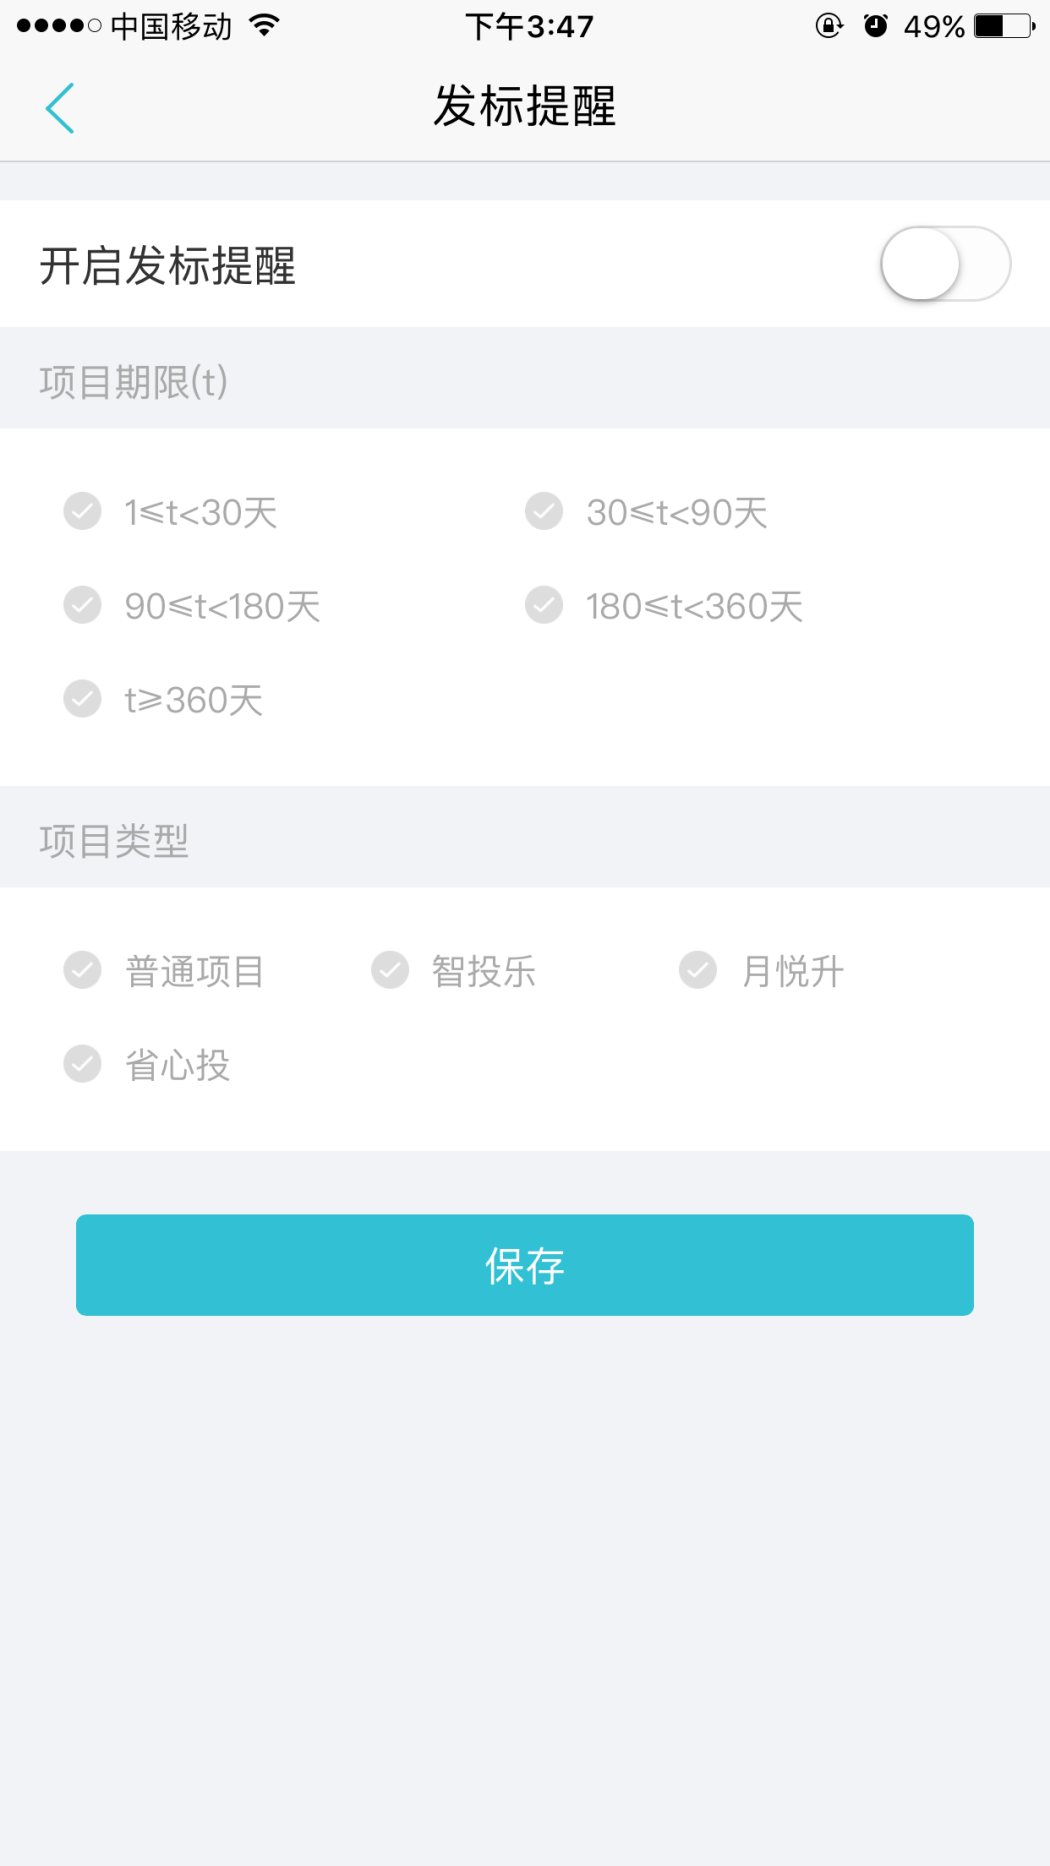 中国移动 下午3:47 49%
发标提醒
开启发标提醒
项目期限(t)
1≤t<30天 30≤t<90天
90≤t<180天 180≤t<360天
t≥360天
项目类型
普通项目 智投乐 月悦升
省心投
保存